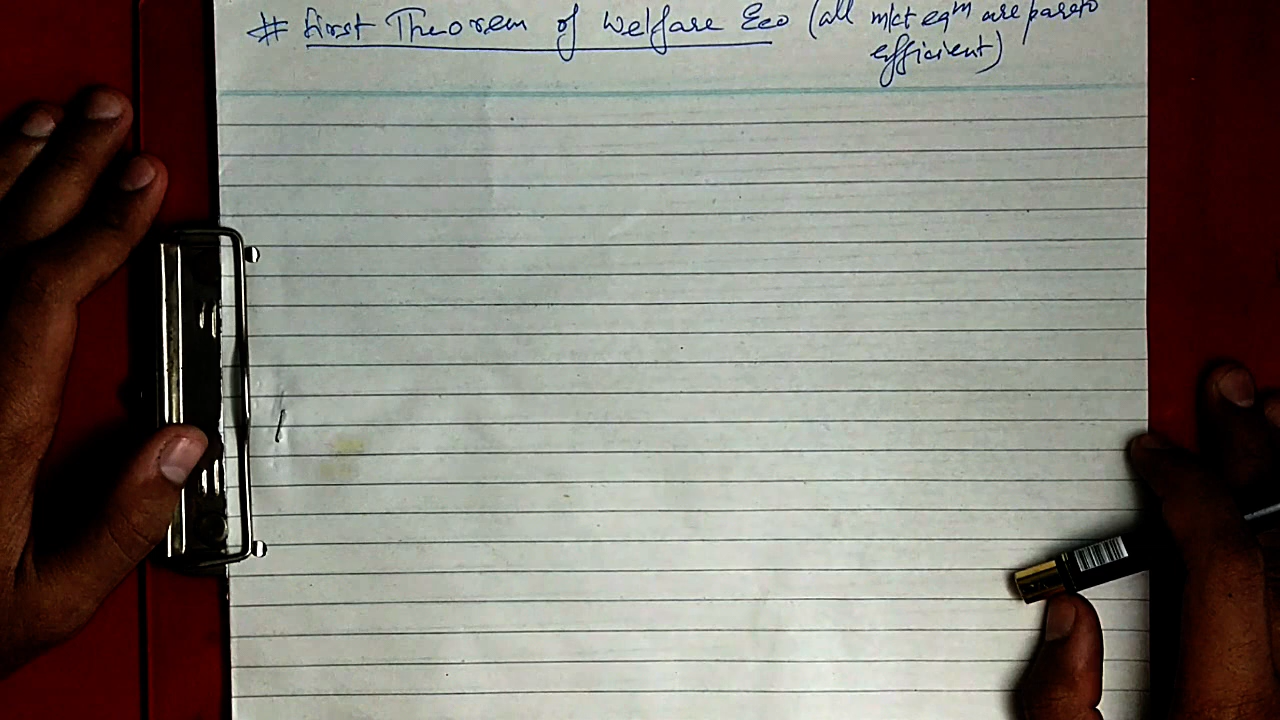 # First Theorem of Welfare Eco (all mkt eqᵐ are pareto
efficient)